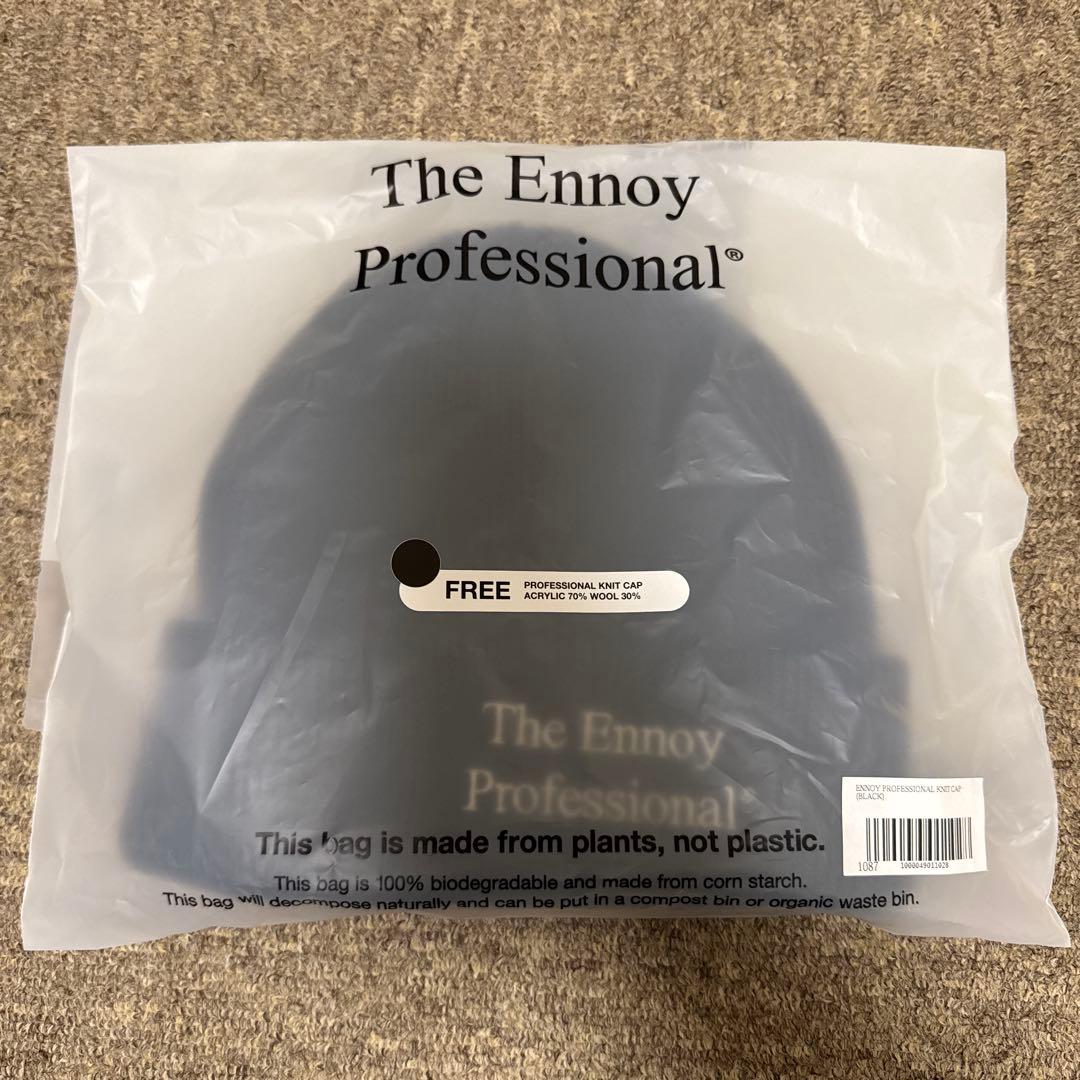 The Ennoy
Professional®
FREE
PROFESSIONAL KNIT CAP
ACRYLIC 70% WOOL 30%
The Ennoy
Professional®
ENNOY PROFESSIONAL KNIT CAP
(BLACK)
1087
1000049011028
This bag is made from plants, not plastic.
This bag is 100% biodegradable and made from corn starch.
This bag will decompose naturally and can be put in a compost bin or organic waste bin.